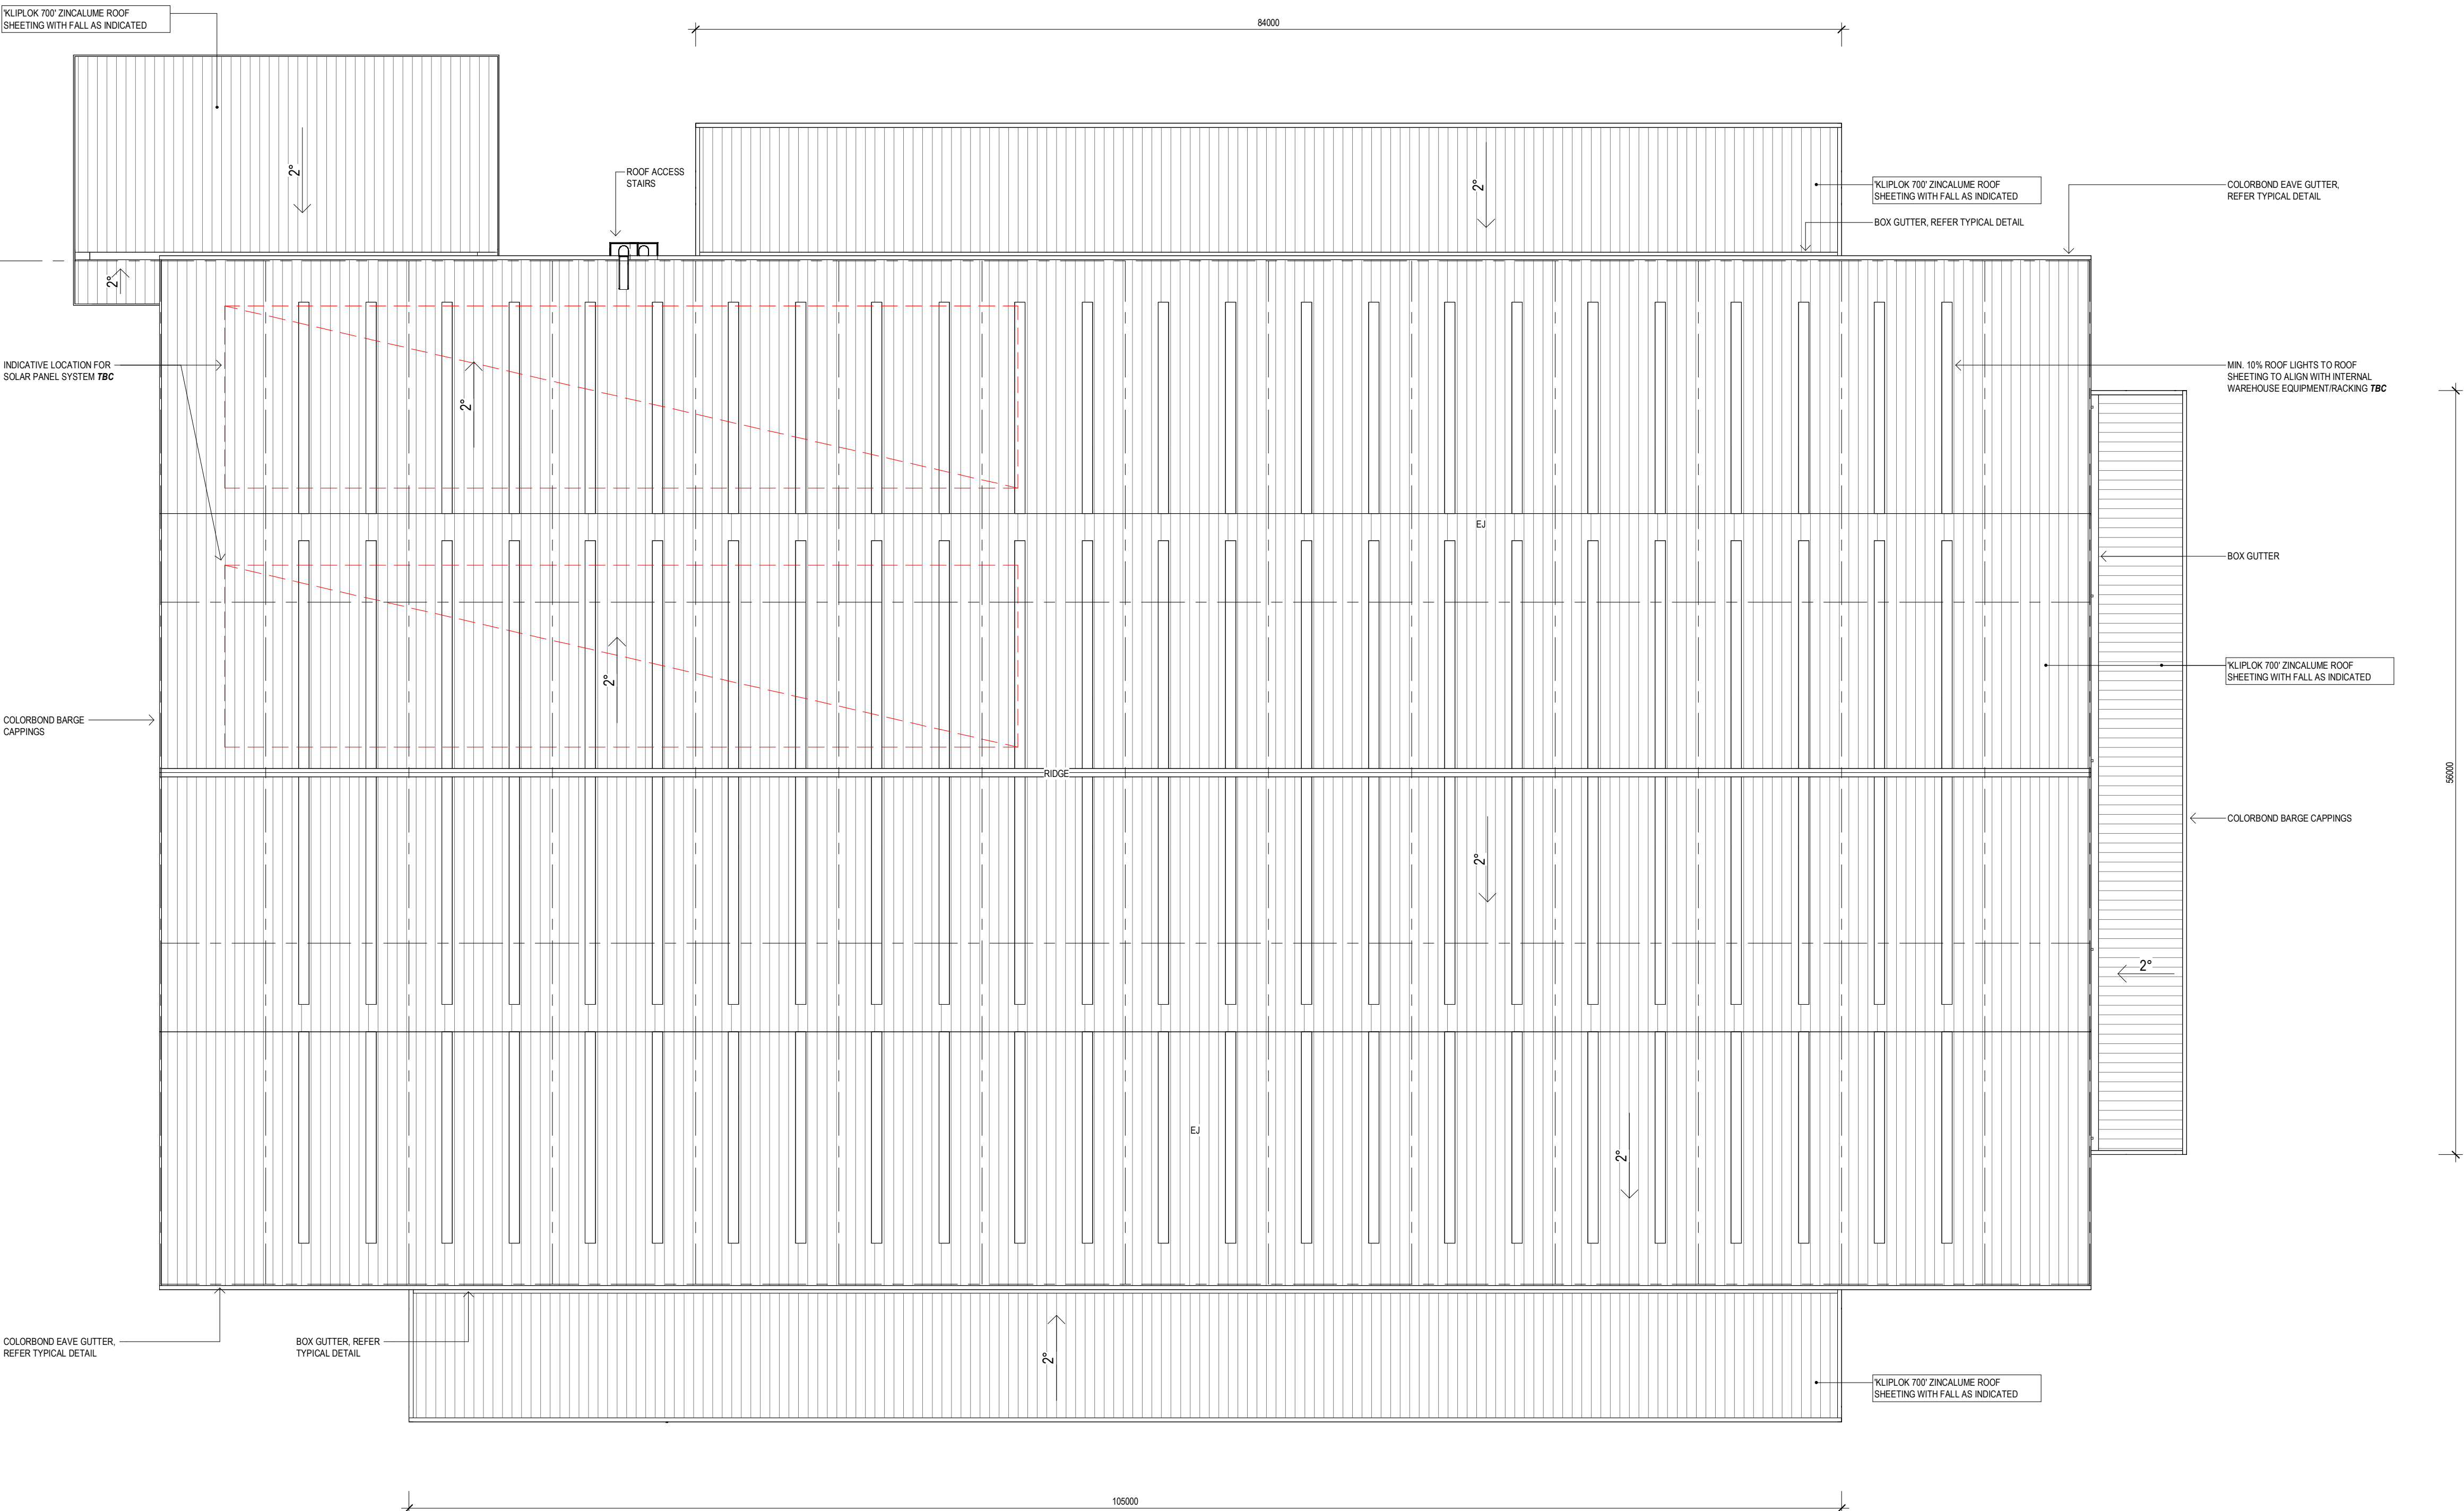 'KLIPLOK 700' ZINCALUME ROOF
SHEETING WITH FALL AS INDICATED
84000
2°
ROOF ACCESS
STAIRS
2°
'KLIPLOK 700' ZINCALUME ROOF
SHEETING WITH FALL AS INDICATED
BOX GUTTER, REFER TYPICAL DETAIL
COLORBOND EAVE GUTTER,
REFER TYPICAL DETAIL
2°
INDICATIVE LOCATION FOR
SOLAR PANEL SYSTEM TBC
2°
MIN. 10% ROOF LIGHTS TO ROOF
SHEETING TO ALIGN WITH INTERNAL
WAREHOUSE EQUIPMENT/RACKING TBC
EJ
BOX GUTTER
2°
'KLIPLOK 700' ZINCALUME ROOF
SHEETING WITH FALL AS INDICATED
COLORBOND BARGE
CAPPINGS
RIDGE
56000
COLORBOND BARGE CAPPINGS
2°
2°
EJ
2°
COLORBOND EAVE GUTTER,
REFER TYPICAL DETAIL
BOX GUTTER, REFER
TYPICAL DETAIL
2°
'KLIPLOK 700' ZINCALUME ROOF
SHEETING WITH FALL AS INDICATED
105000